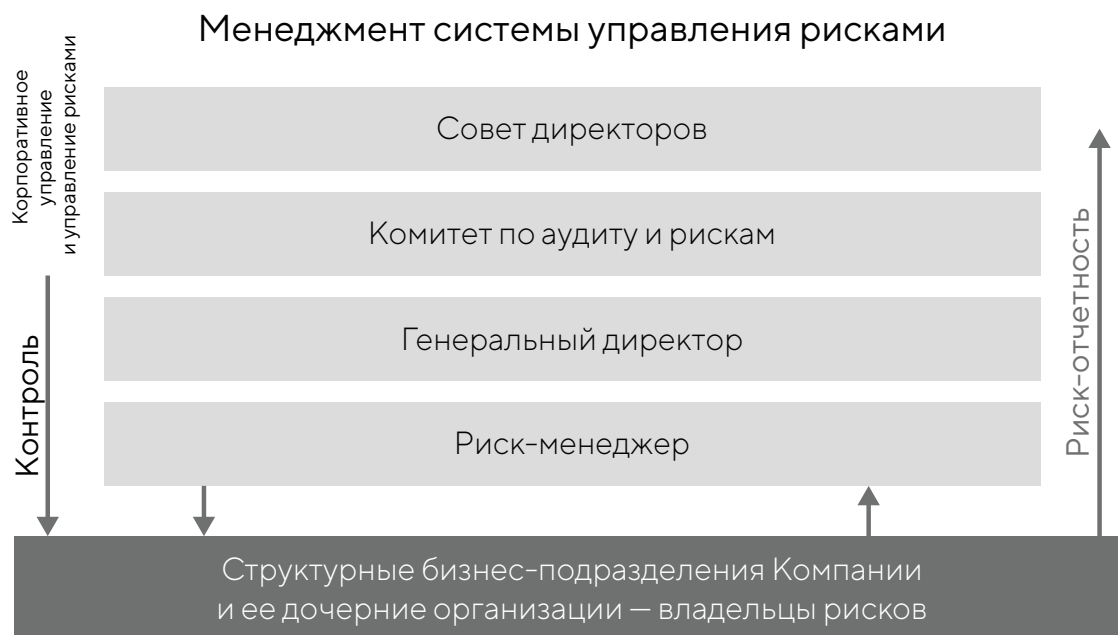 Менеджмент системы управления рисками
Корпоративное
управление
и управление рисками
Совет директоров
Комитет по аудиту и рискам
Генеральный директор
Риск-менеджер
Контроль
Риск-отчетность
Структурные бизнес-подразделения Компании
и ее дочерние организации — владельцы рисков